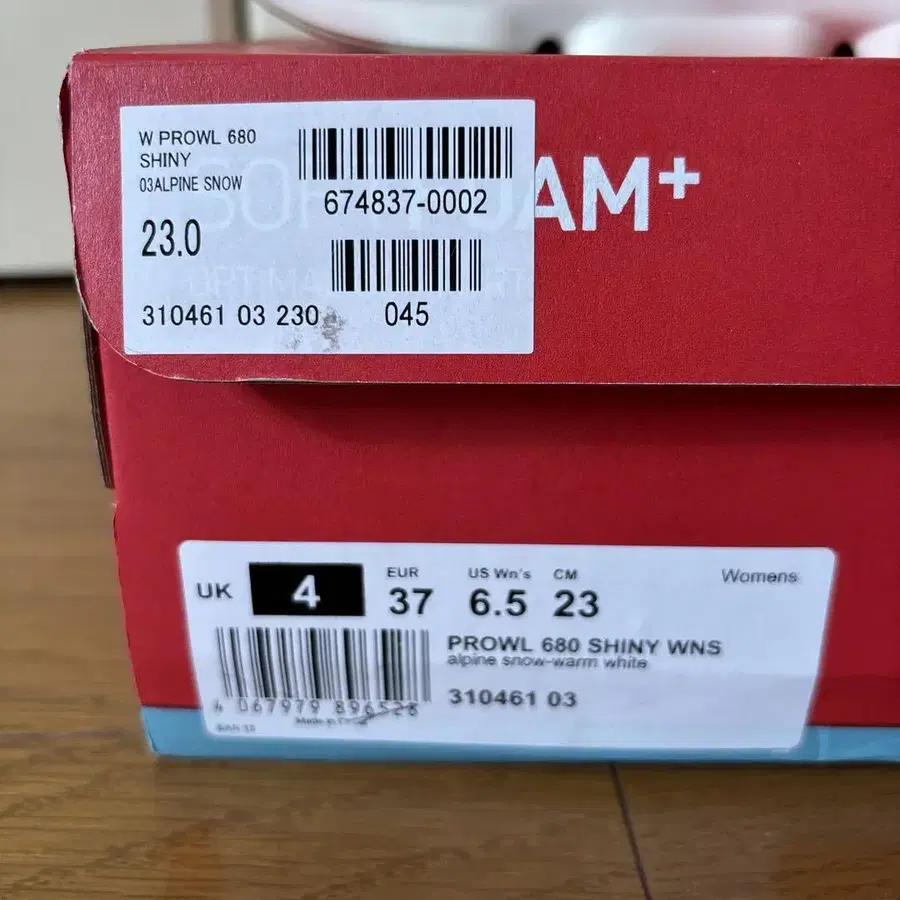 W PROWL 680
SHINY
03ALPINE SNOW
674837-0002
23.0
310461 03 230
045
AM+
UK 4
EUR 37
US Wn's 6.5
CM 23
Womens
PROWL 680 SHINY WNS
alpine snow-warm white
310461 03
4 067979 896528
Made in